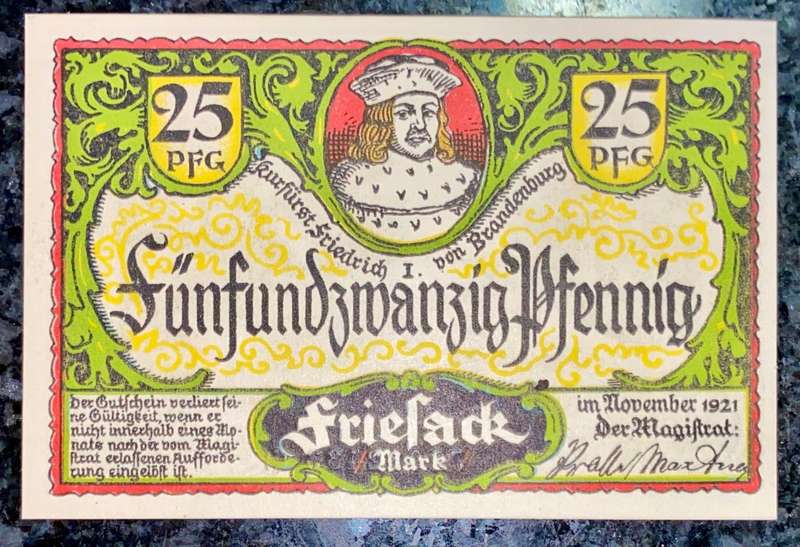 25
PFG
25
PFG
Kurfürst Friedrich I. von Brandenburg
Fünfundzwanzig Pfennig
Der Gutschein verliert sei-
ne Gültigkeit, wenn er
nicht innerhalb eines Mo-
nats nach der vom Magi-
strat erlassenen Aufforde-
rung eingelöst ist.
Friesack
Mark
im November 1921
Der Magistrat: